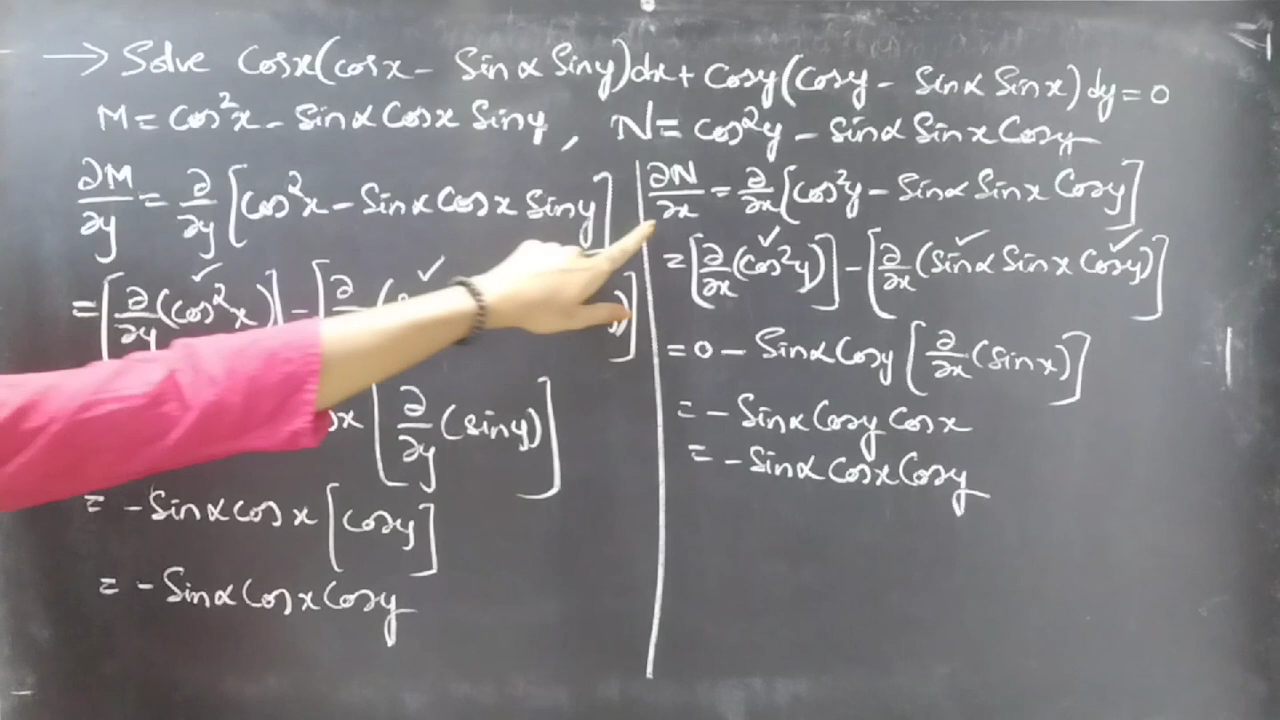 → Solve Cosx(cosx - Sinα Siny)dx + Cosy(Cosy - Sinα Sinx)dy = 0
M = Cos²x - Sinα Cosx Siny, N = cos²y - sinα Sinx Cosy
∂M/∂y = ∂/∂y [Cos²x - Sinα Cosx Siny]
= [∂/∂y (Cos²x)] - [∂
x [∂/∂y (siny)]
= - Sinα cosx [cosy]
= - Sinα Cosx Cosy
∂N/∂x = ∂/∂x [cos²y - Sinα Sinx Cosy]
= [∂/∂x (Cos²y)] - [∂/∂x (sinα Sinx Cosy)]
= 0 - Sinα Cosy [∂/∂x (sinx)]
= - Sinα Cosy Cosx
= - Sinα Cosx Cosy